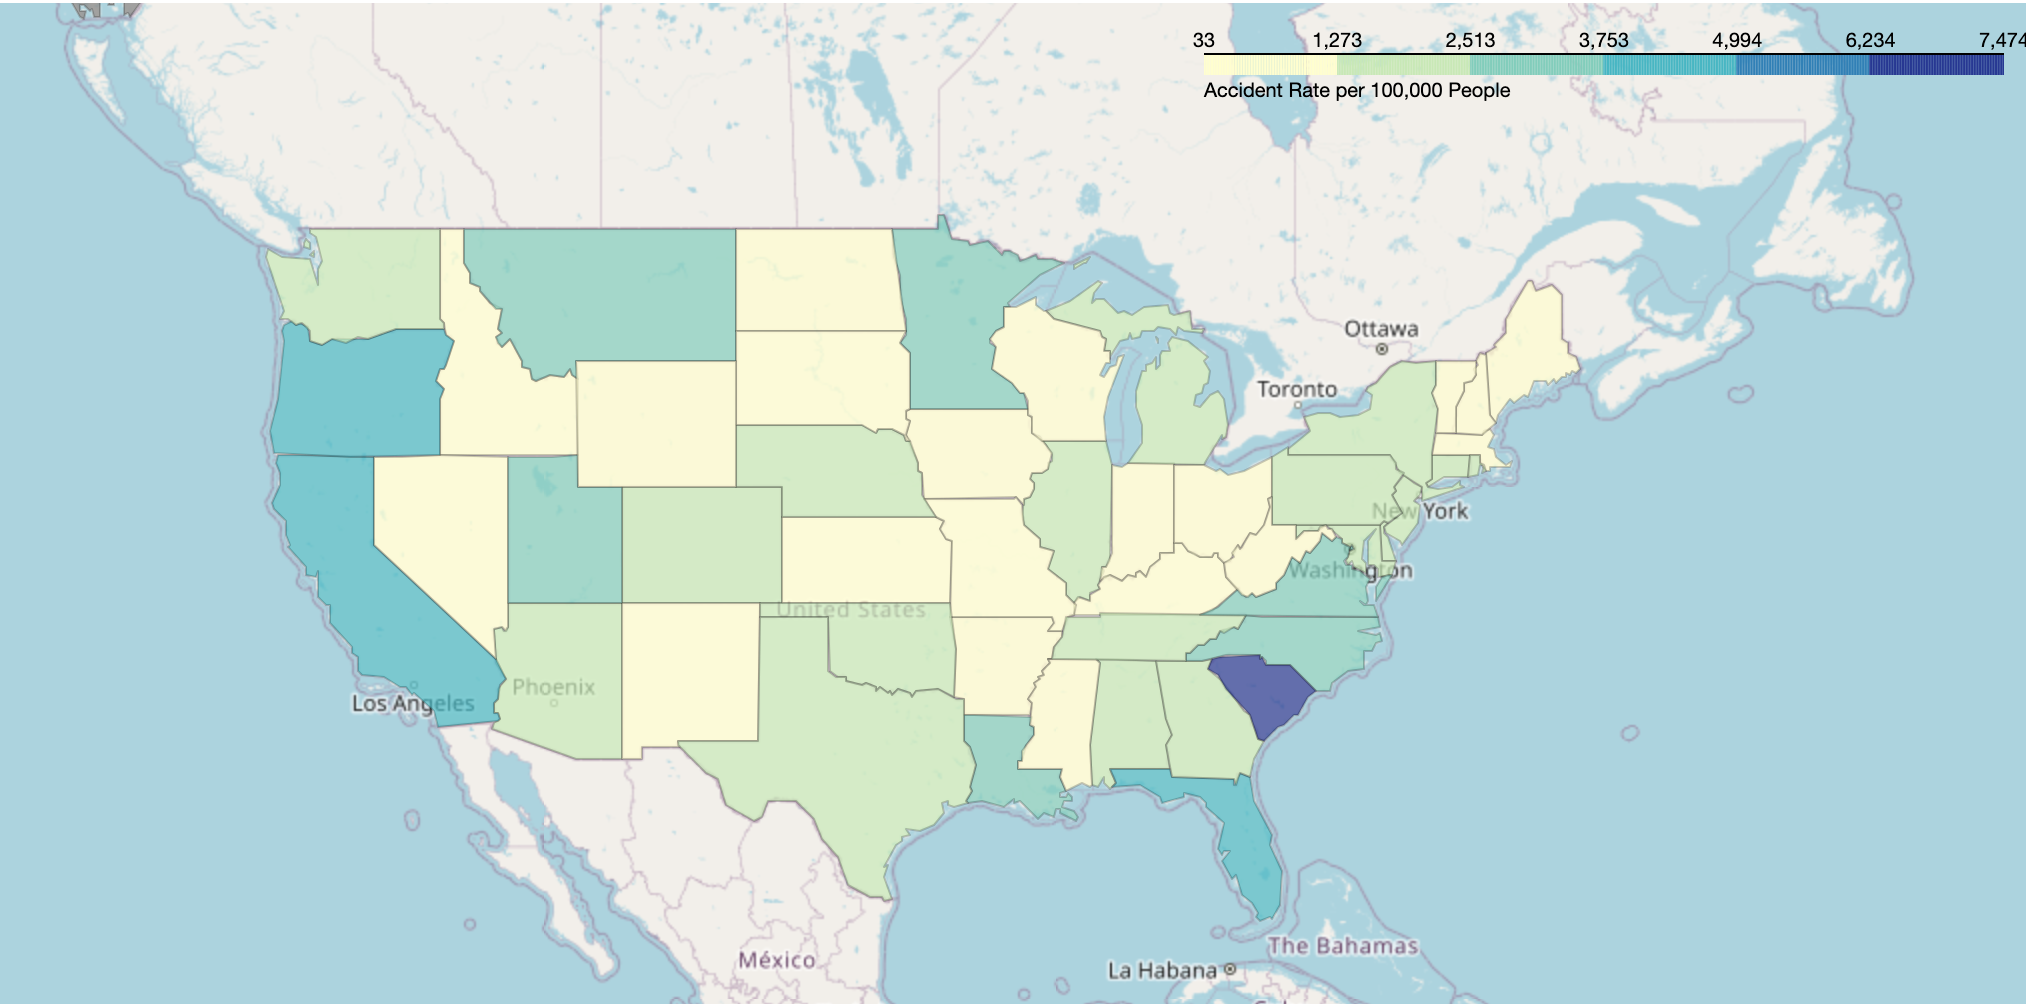 33 1,273 2,513 3,753 4,994 6,234 7,474
Accident Rate per 100,000 People
Ottawa
Toronto
New York
Washington
United States
Phoenix
Los Angeles
The Bahamas
México
La Habana